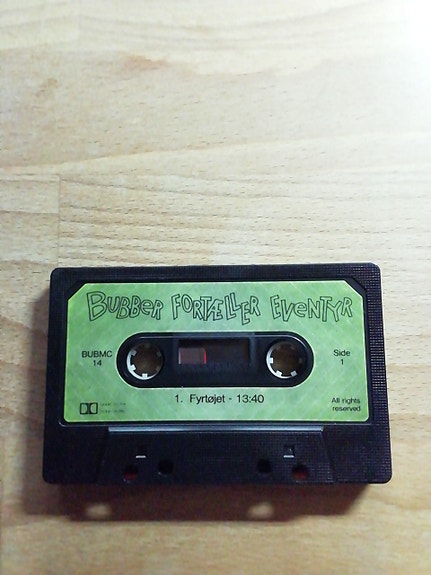 BUBBER FORTÆLLER EVENTYR
BUBMC
14
Side
1
1. Fyrtøjet - 13:40
All rights
reserved